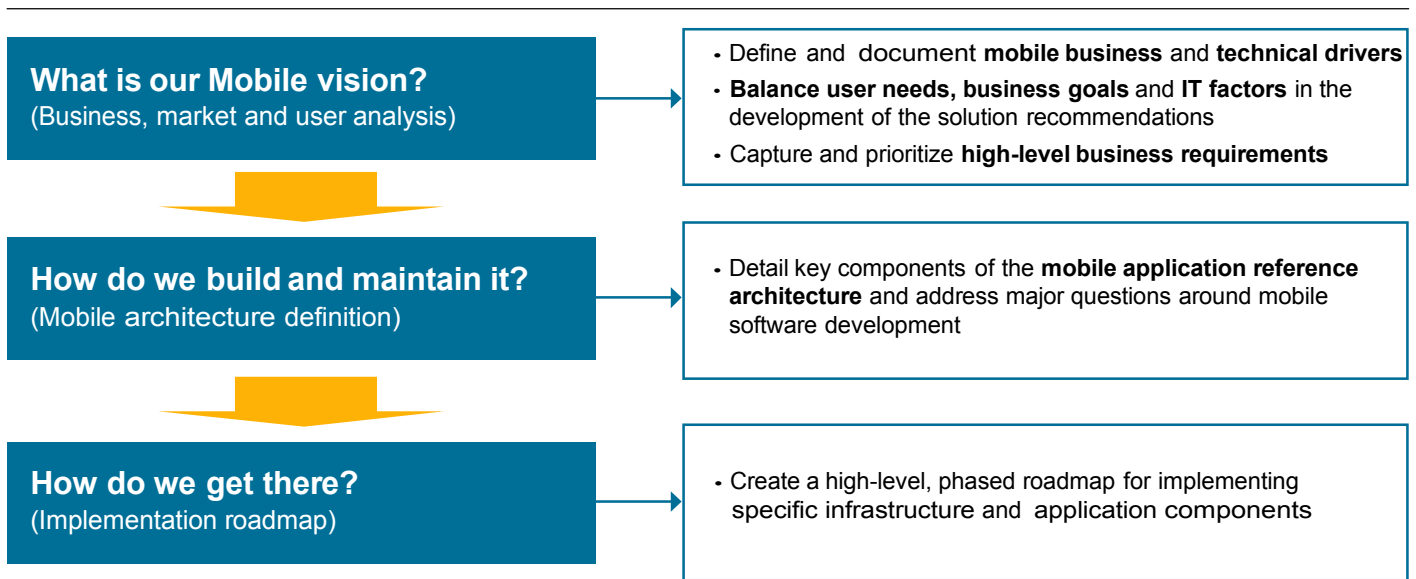 What is our Mobile vision?
(Business, market and user analysis)
• Define and document mobile business and technical drivers
• Balance user needs, business goals and IT factors in the
development of the solution recommendations
• Capture and prioritize high-level business requirements
How do we build and maintain it?
(Mobile architecture definition)
• Detail key components of the mobile application reference
architecture and address major questions around mobile
software development
How do we get there?
(Implementation roadmap)
• Create a high-level, phased roadmap for implementing
specific infrastructure and application components